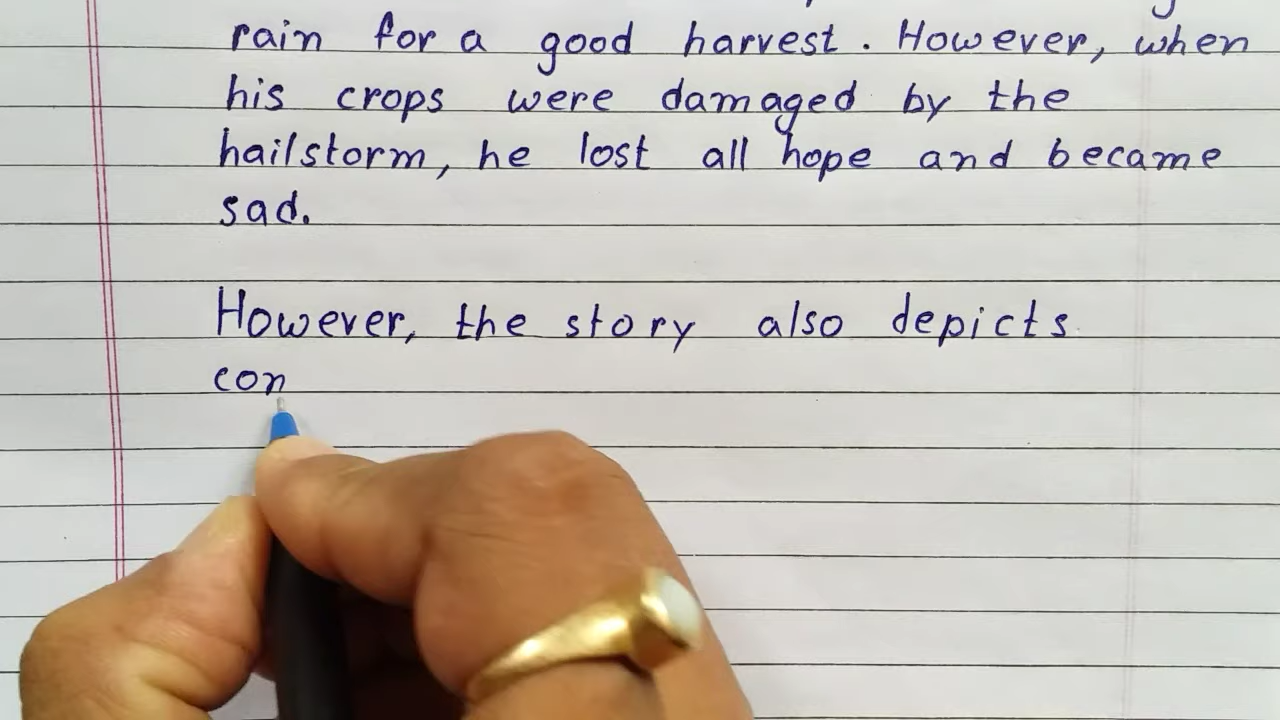 rain for a good harvest. However, when
his crops were damaged by the
hailstorm, he lost all hope and became
sad.
However, the story also depicts
con